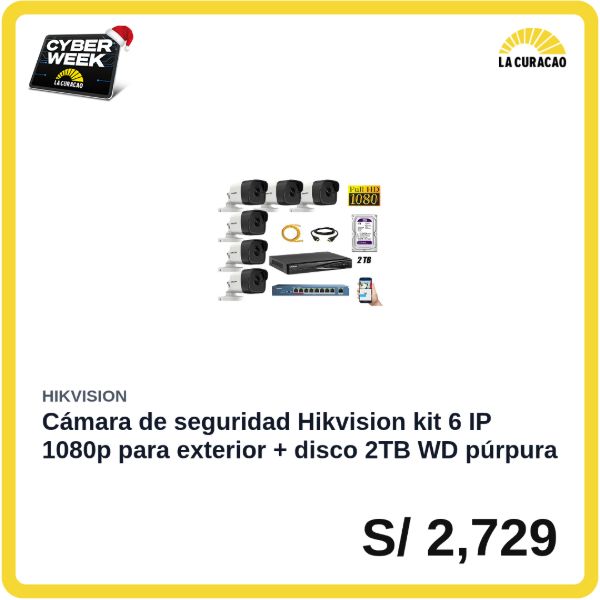 CYBER
WEEK
LA CURACAO
LA CURACAO
Full HD
1080
2 TB
HIKVISION
Cámara de seguridad Hikvision kit 6 IP
1080p para exterior + disco 2TB WD púrpura
S/ 2,729